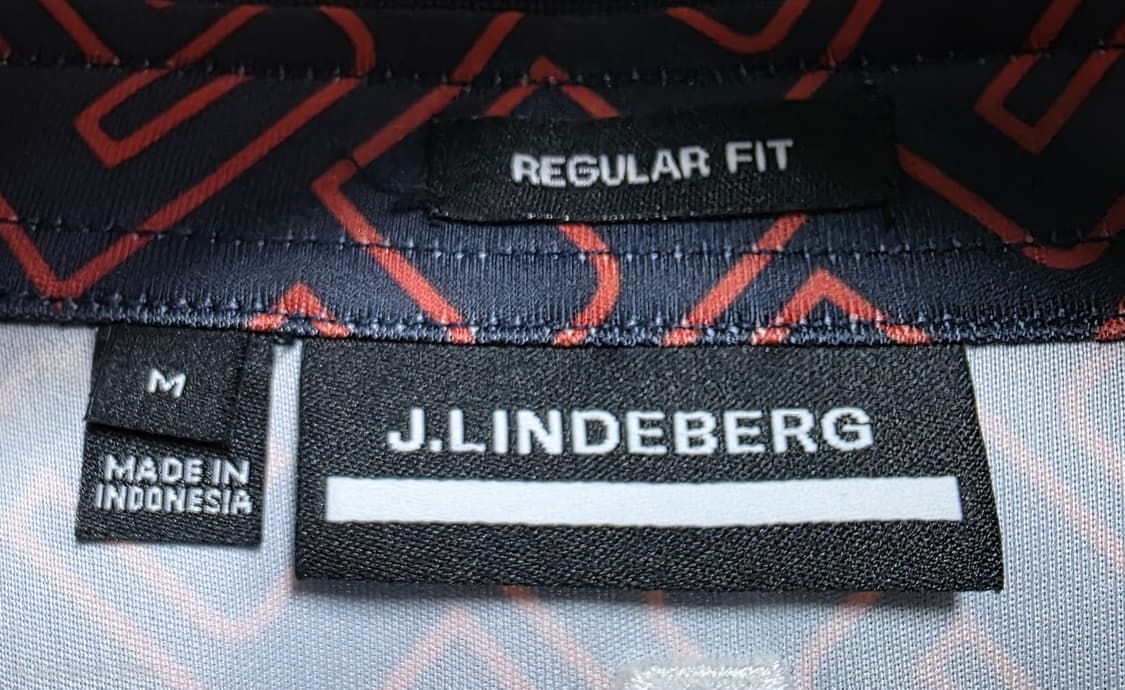 REGULAR FIT
M
MADE IN
INDONESIA
J.LINDEBERG